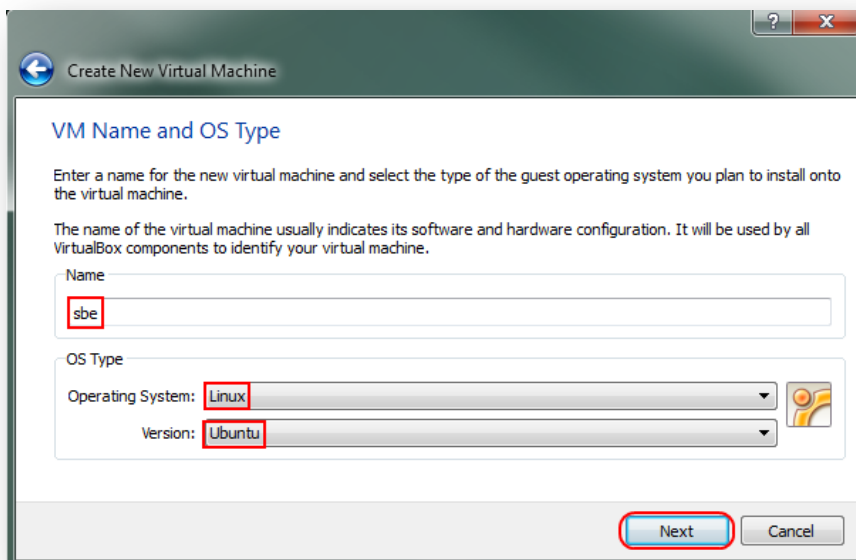 ?
X
Create New Virtual Machine
VM Name and OS Type
Enter a name for the new virtual machine and select the type of the guest operating system you plan to install onto
the virtual machine.
The name of the virtual machine usually indicates its software and hardware configuration. It will be used by all
VirtualBox components to identify your virtual machine.
Name
sbe
OS Type
Operating System: Linux
Version: Ubuntu
Next Cancel